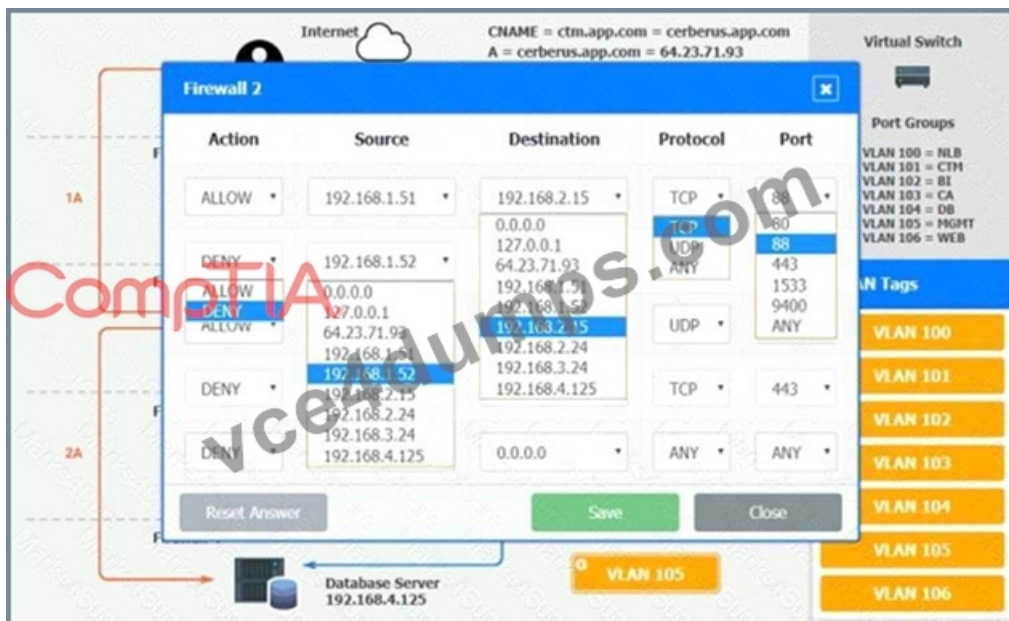 Internet
CNAME = ctm.app.com = cerberus.app.com
A = cerberus.app.com = 64.23.71.93
Virtual Switch
Port Groups
VLAN 100 = NLB
VLAN 101 = CTM
VLAN 102 = BI
VLAN 103 = CA
VLAN 104 = DB
VLAN 105 = MGMT
VLAN 106 = WEB
1A
2A
Firewall 2
Action Source Destination Protocol Port
ALLOW 192.168.1.51 192.168.2.15 TCP 88
DENY 192.168.1.52
ALLOW
DENY
ALLOW
UDP
DENY
TCP 443
DENY
0.0.0.0 ANY ANY
0.0.0.0
127.0.0.1
64.23.71.93
192.168.1.51
192.168.1.52
192.168.2.15
192.168.2.24
192.168.3.24
192.168.4.125
0.0.0.0
127.0.0.1
64.23.71.93
192.168.1.51
192.168.1.52
192.168.2.15
192.168.2.24
192.168.3.24
192.168.4.125
TCP
UDP
ANY
80
88
443
1533
9400
ANY
Reset Answer
Save
Close
Tags
VLAN 100
VLAN 101
VLAN 102
VLAN 103
VLAN 104
VLAN 105
VLAN 106
Database Server
192.168.4.125
VLAN 105
CompTIA
vce4dumps.com